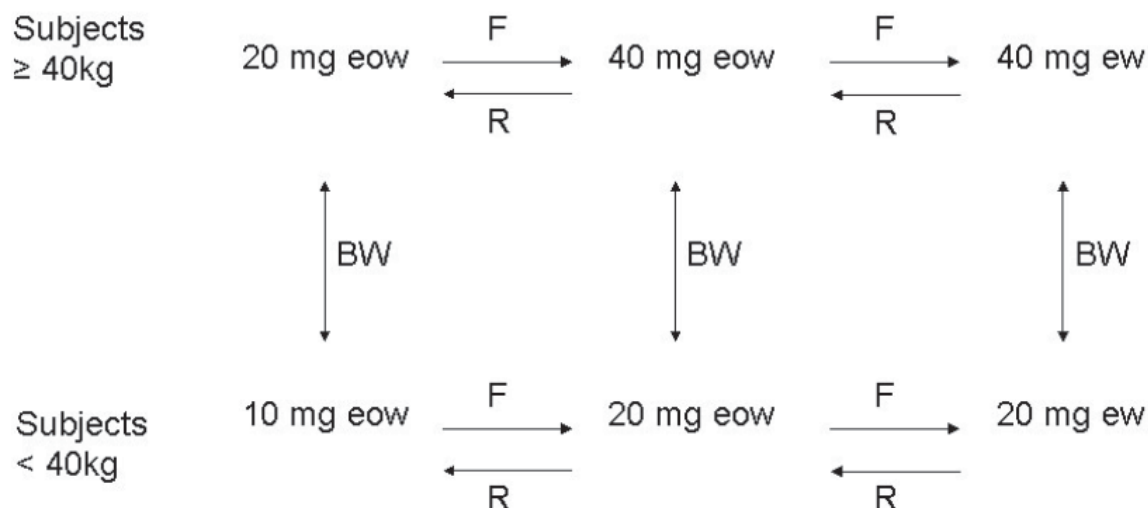 Subjects
≥ 40kg
F
F
20 mg eow
40 mg eow
40 mg ew
R
R
BW
BW
BW
Subjects
< 40kg
F
F
10 mg eow
20 mg eow
20 mg ew
R
R